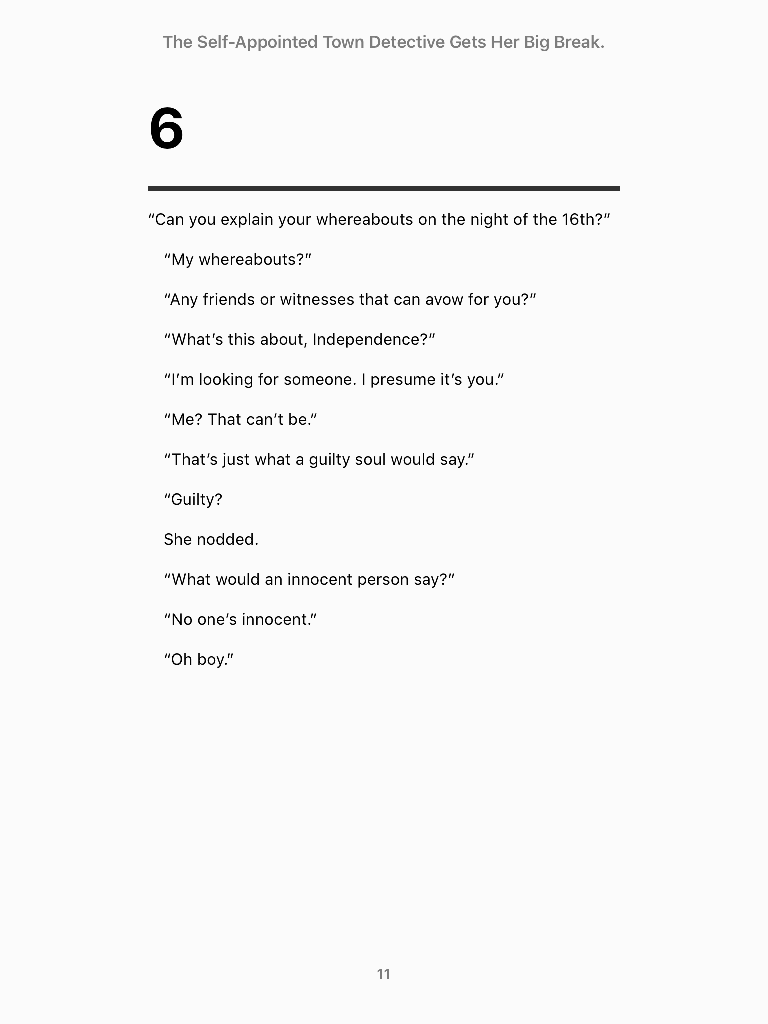 The Self-Appointed Town Detective Gets Her Big Break.
6
“Can you explain your whereabouts on the night of the 16th?”
“My whereabouts?”
“Any friends or witnesses that can avow for you?”
“What’s this about, Independence?”
“I’m looking for someone. I presume it’s you.”
“Me? That can’t be.”
“That’s just what a guilty soul would say.”
“Guilty?
She nodded.
“What would an innocent person say?”
“No one’s innocent.”
“Oh boy.”
11